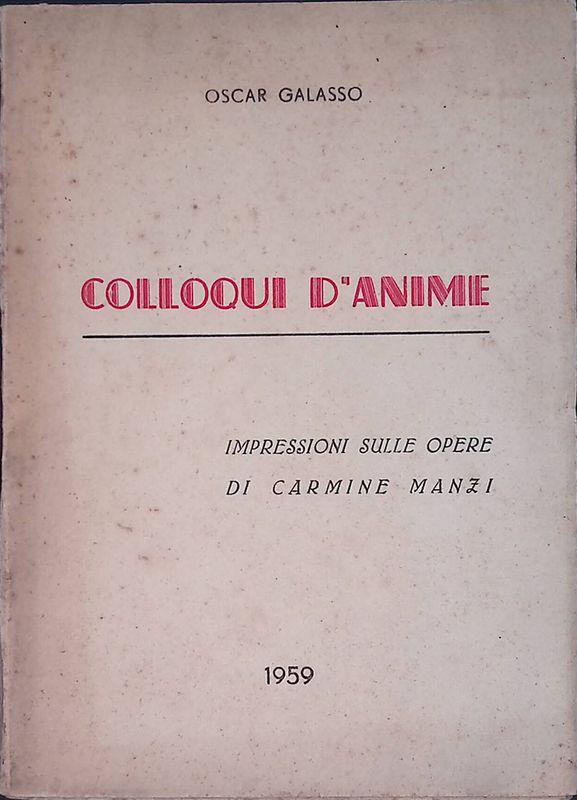 OSCAR GALASSO
COLLOQUI D'ANIME
IMPRESSIONI SULLE OPERE
DI CARMINE MANZI
1959